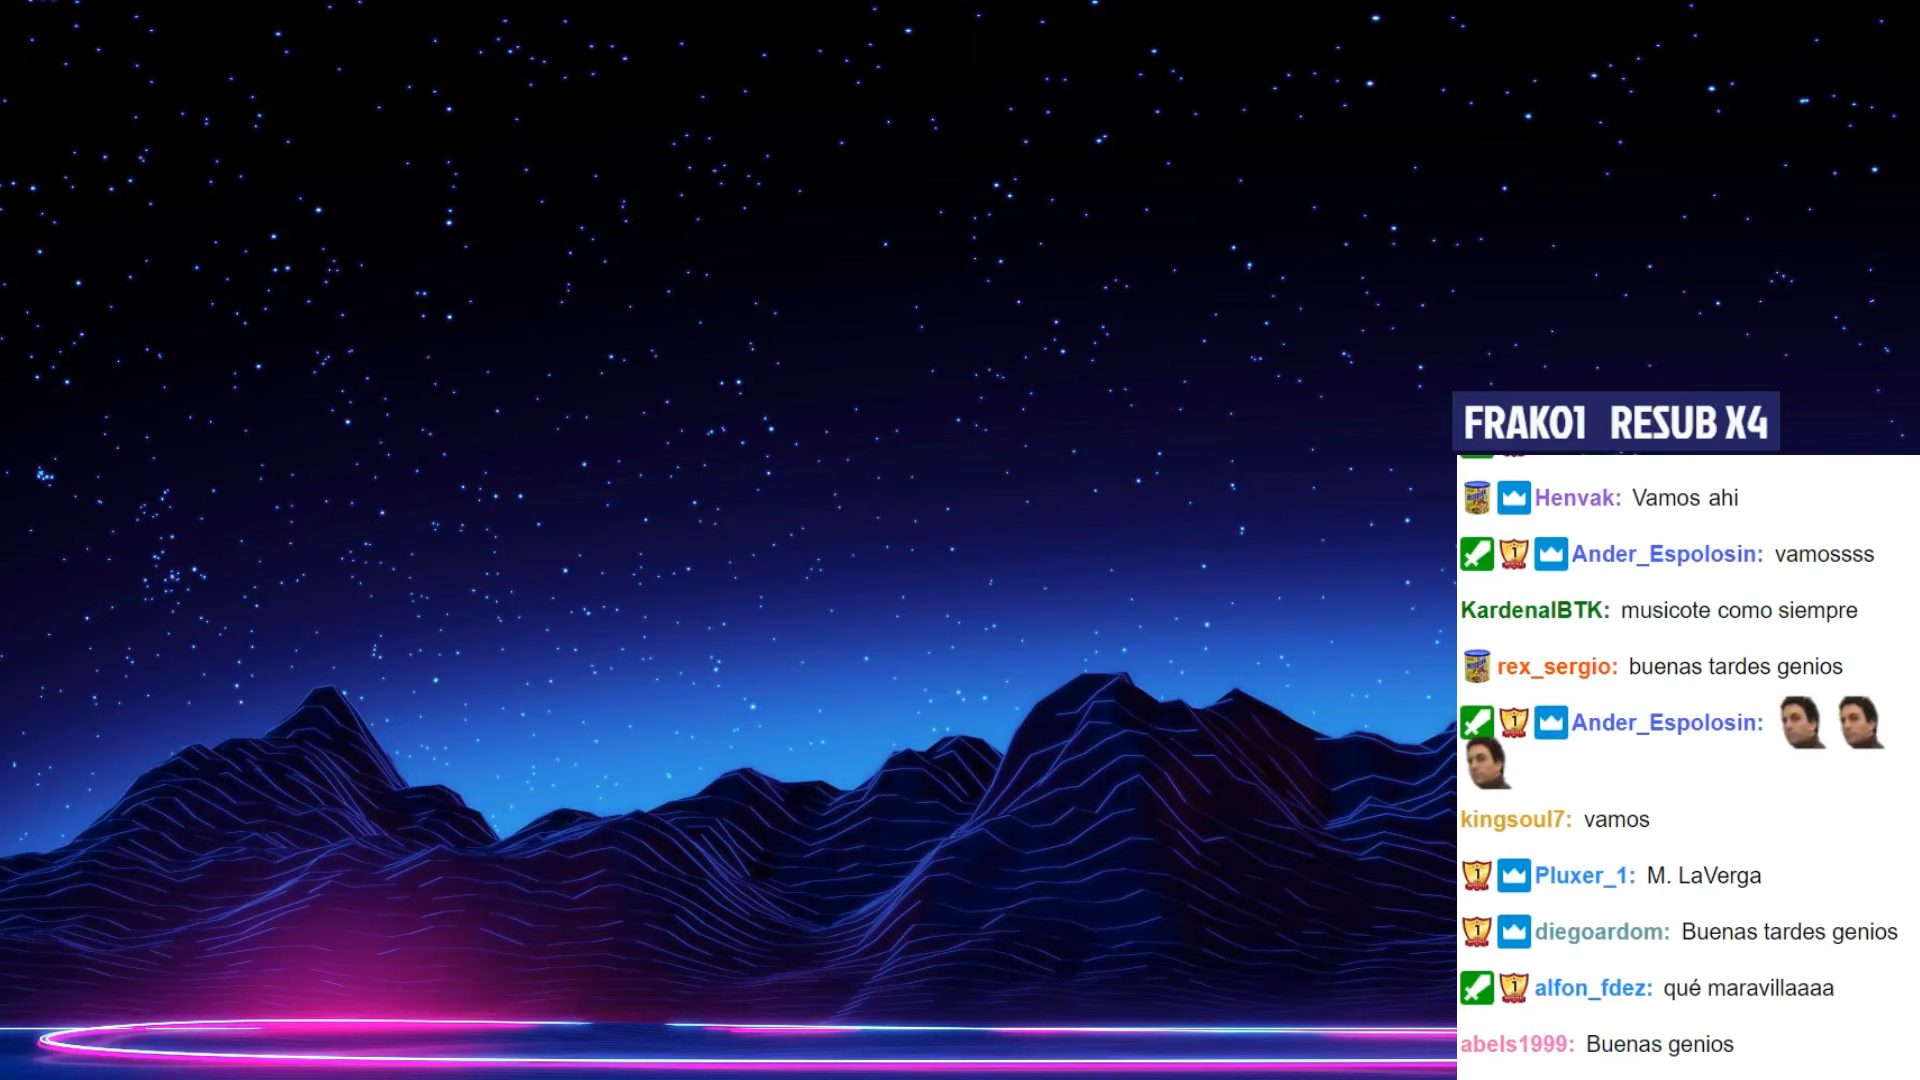 FRAKO1 RESUB X4
Henvak: Vamos ahi
Ander_Espolosin: vamossss
KardenalBTK: musicote como siempre
rex_sergio: buenas tardes genios
Ander_Espolosin:
kingsoul7: vamos
Pluxer_1: M. LaVerga
diegoardom: Buenas tardes genios
alfon_fdez: qué maravillaaaa
abels1999: Buenas genios